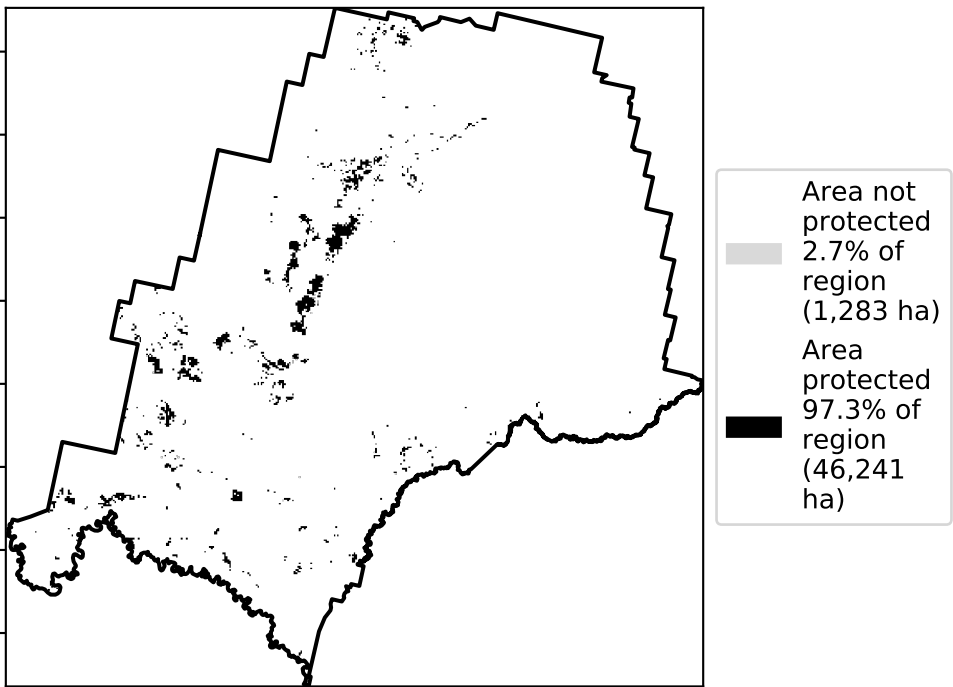 Area not
protected
2.7% of
region
(1,283 ha)
Area
protected
97.3% of
region
(46,241
ha)